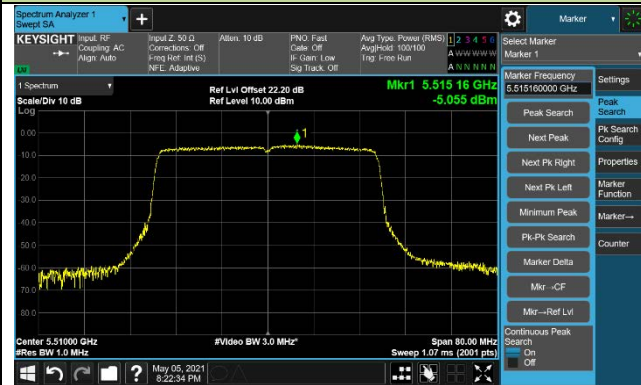 Spectrum Analyzer 1
Swept SA
Marker
KEYSIGHT
Input: RF
Coupling: AC
Align: Auto
Input Z: 50 Ω
Corrections: Off
Freq Ref: Int (S)
NFE: Adaptive
Atten: 10 dB
PNO: Fast
Gate: Off
IF Gain: Low
Sig Track: Off
Avg Type: Power (RMS)
Avg|Hold: 100/100
Trig: Free Run
1 2 3 4 5 6
A W W W W W
A N N N N N
Select Marker
Marker 1
1 Spectrum
Scale/Div 10 dB
Log
Ref Lvl Offset 22.20 dB
Ref Level 10.00 dBm
Mkr1 5.515 16 GHz
-5.055 dBm
Marker Frequency
5.515160000 GHz
Peak Search
Next Peak
Next Pk Right
Next Pk Left
Minimum Peak
Pk-Pk Search
Marker Delta
Mkr→CF
Mkr→Ref Lvl
Continuous Peak
Search
On
Off
Settings
Peak
Search
Pk Search
Config
Properties
Marker
Function
Marker→
Counter
1
0.00
-10.0
-20.0
-30.0
-40.0
-50.0
-60.0
-70.0
-80.0
Center 5.51000 GHz
#Res BW 1.0 MHz
#Video BW 3.0 MHz*
Span 80.00 MHz
Sweep 1.07 ms (2001 pts)
May 05, 2021
8:22:34 PM